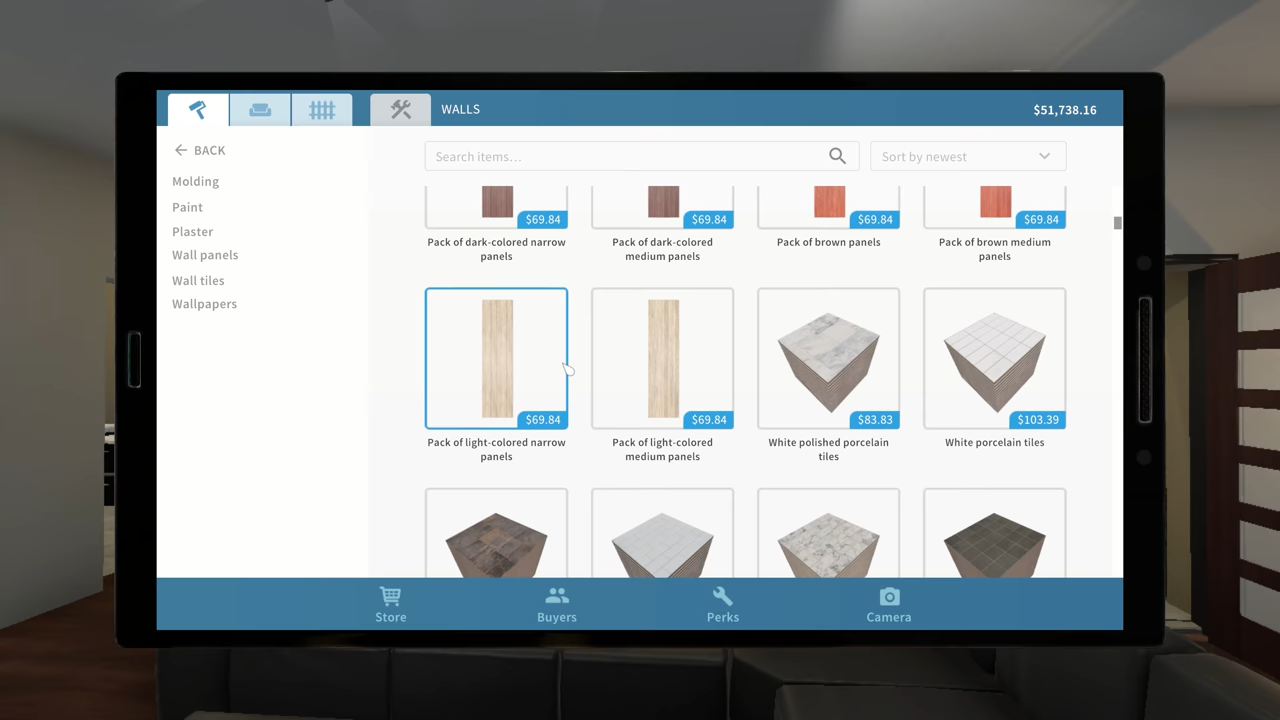 WALLS
$51,738.16
BACK
Search items...
Sort by newest
Molding
Paint
Plaster
Wall panels
Wall tiles
Wallpapers
$69.84
$69.84
$69.84
$69.84
Pack of dark-colored narrow
panels
Pack of dark-colored
medium panels
Pack of brown panels
Pack of brown medium
panels
$69.84
$69.84
$83.83
$103.39
Pack of light-colored narrow
panels
Pack of light-colored
medium panels
White polished porcelain
tiles
White porcelain tiles
Store
Buyers
Perks
Camera